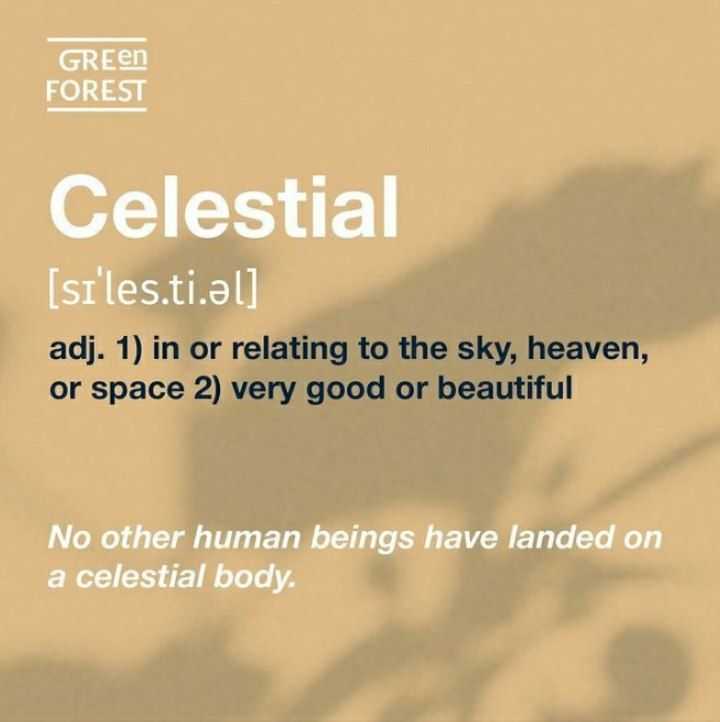 GREen
FOREST
Celestial
[sɪˈles.ti.əl]
adj. 1) in or relating to the sky, heaven,
or space 2) very good or beautiful
No other human beings have landed on
a celestial body.